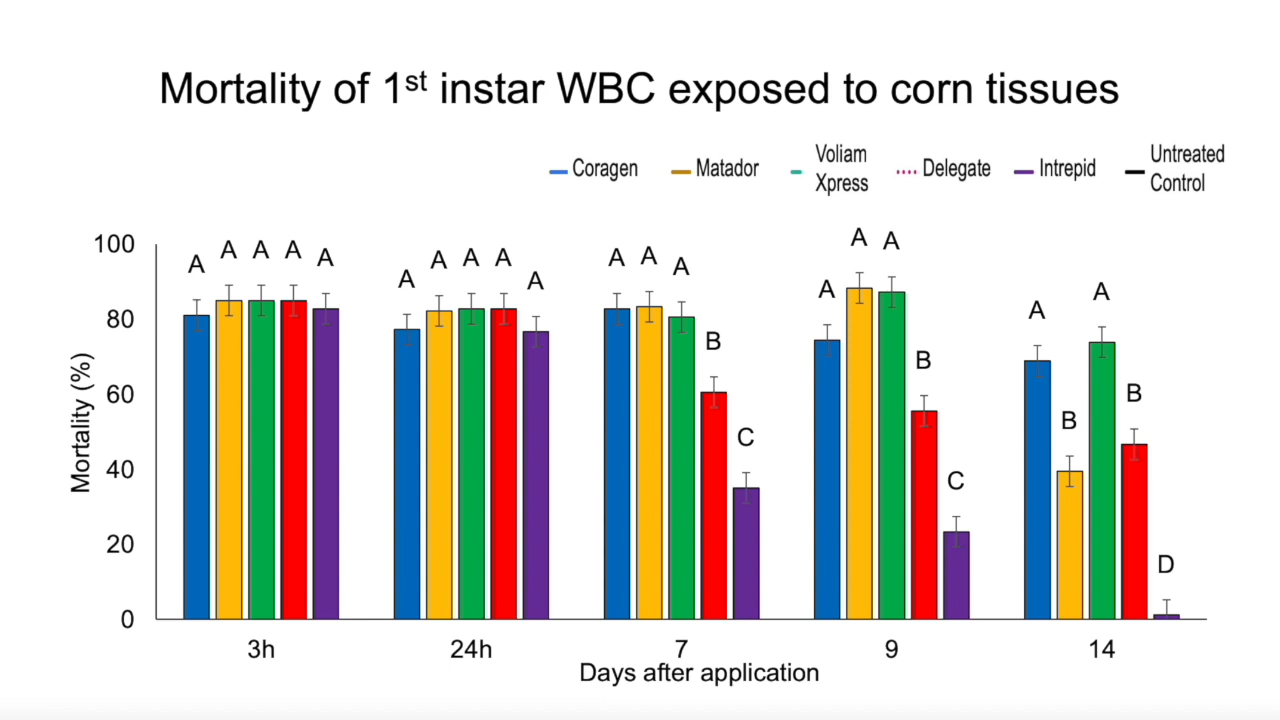 Mortality of 1st instar WBC exposed to corn tissues
Coragen
Matador
Voliam
Xpress
Delegate
Intrepid
Untreated
Control
Mortality (%)
100
80
60
40
20
0
A A A A A
A A A A A
A A A B C
A A A B C
A B A B D
3h 24h 7 9 14
Days after application